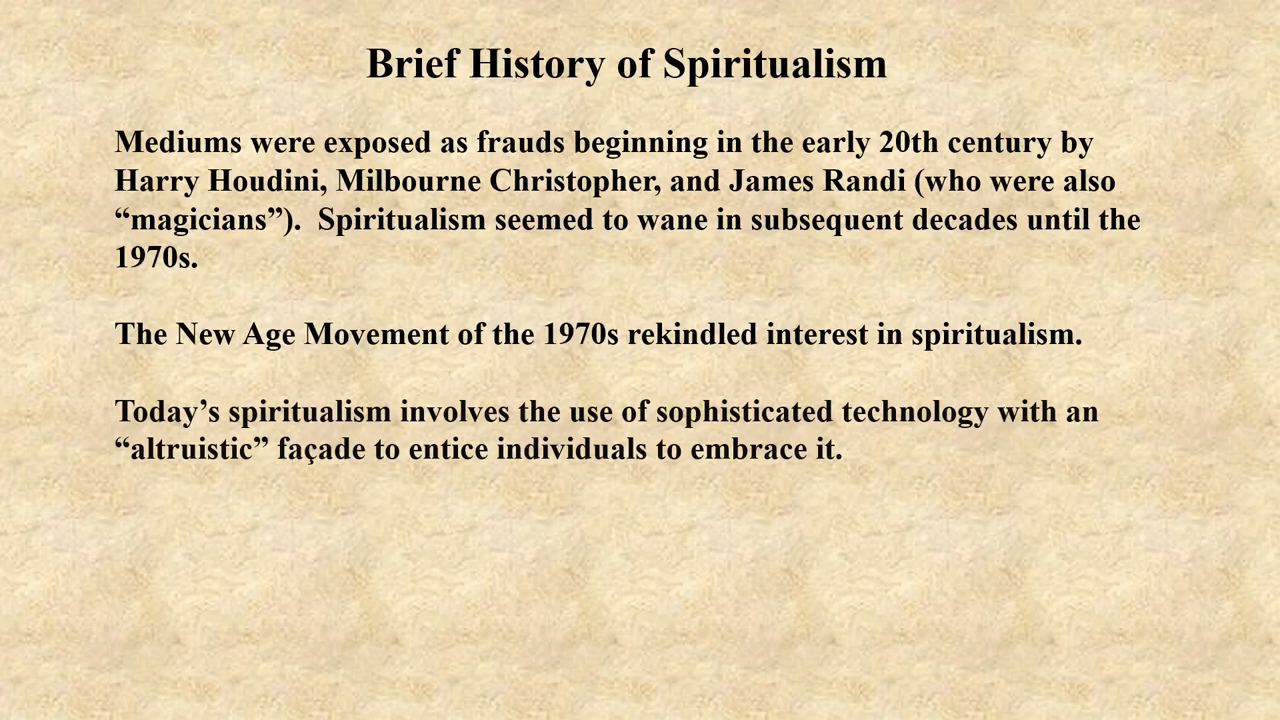 Brief History of Spiritualism
Mediums were exposed as frauds beginning in the early 20th century by
Harry Houdini, Milbourne Christopher, and James Randi (who were also
“magicians”).  Spiritualism seemed to wane in subsequent decades until the
1970s.
The New Age Movement of the 1970s rekindled interest in spiritualism.
Today’s spiritualism involves the use of sophisticated technology with an
“altruistic” façade to entice individuals to embrace it.